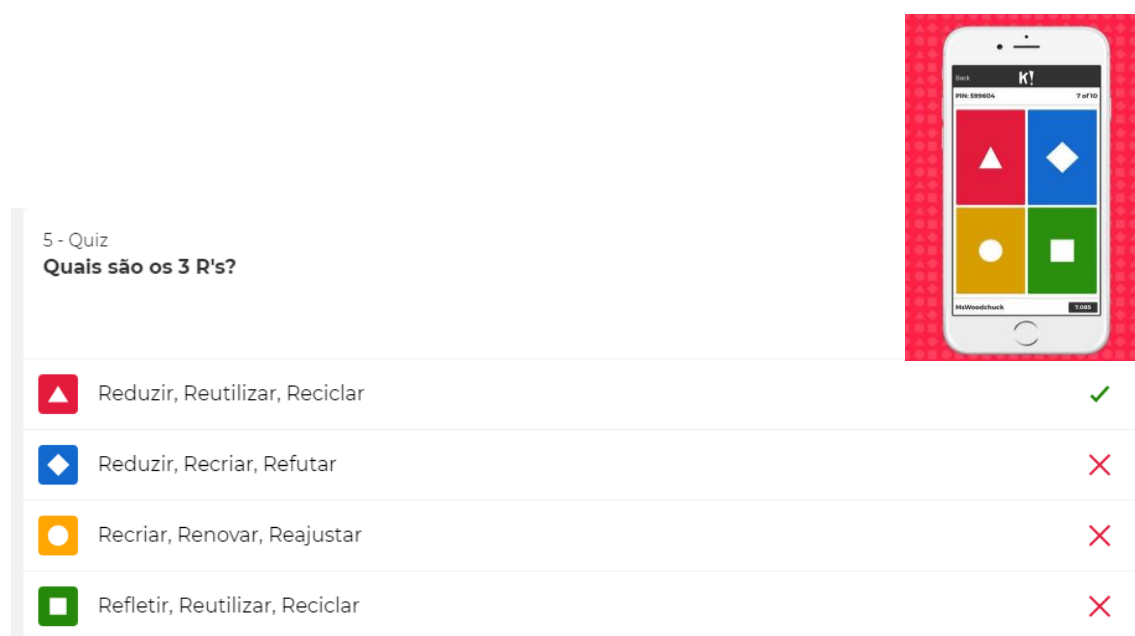 Back
K!
PIN: 599604 7 of 10
MsWoodchuck 7.085
5 - Quiz
Quais são os 3 R's?
Reduzir, Reutilizar, Reciclar
Reduzir, Recriar, Refutar
Recriar, Renovar, Reajustar
Refletir, Reutilizar, Reciclar